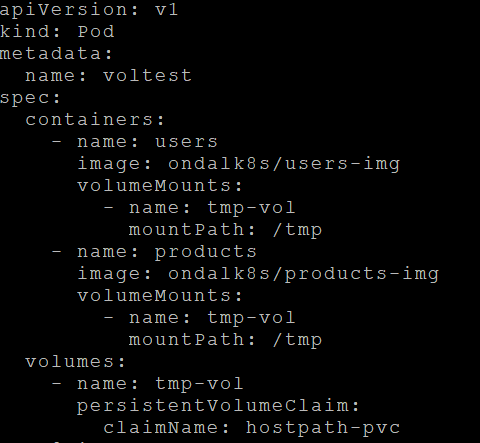 apiVersion: v1
kind: Pod
metadata:
  name: voltest
spec:
  containers:
    - name: users
      image: ondalk8s/users-img
      volumeMounts:
        - name: tmp-vol
          mountPath: /tmp
    - name: products
      image: ondalk8s/products-img
      volumeMounts:
        - name: tmp-vol
          mountPath: /tmp
  volumes:
    - name: tmp-vol
      persistentVolumeClaim:
        claimName: hostpath-pvc